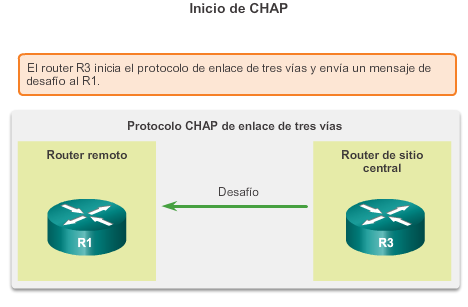 Inicio de CHAP
El router R3 inicia el protocolo de enlace de tres vías y envía un mensaje de
desafío al R1.
Protocolo CHAP de enlace de tres vías
Router remoto
Router de sitio
central
Desafío
R1
R3